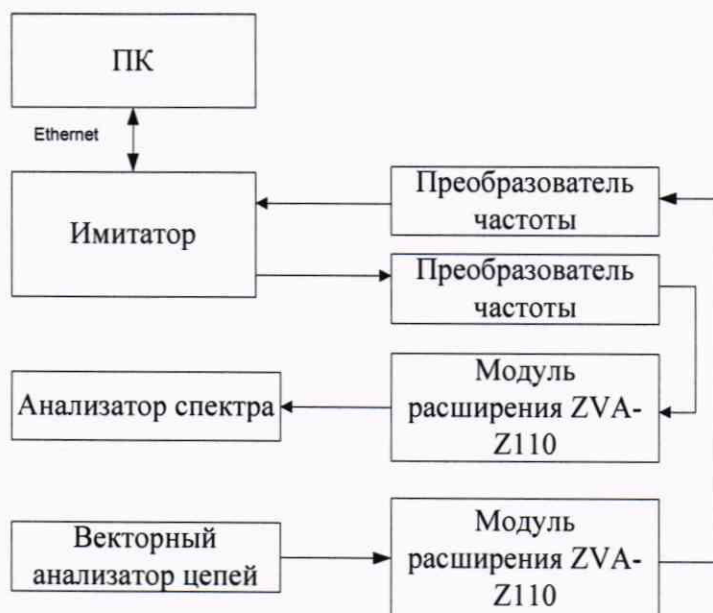 ПК
Ethernet
Имитатор
Преобразователь
частоты
Преобразователь
частоты
Анализатор спектра
Модуль
расширения ZVA-
Z110
Векторный
анализатор цепей
Модуль
расширения ZVA-
Z110